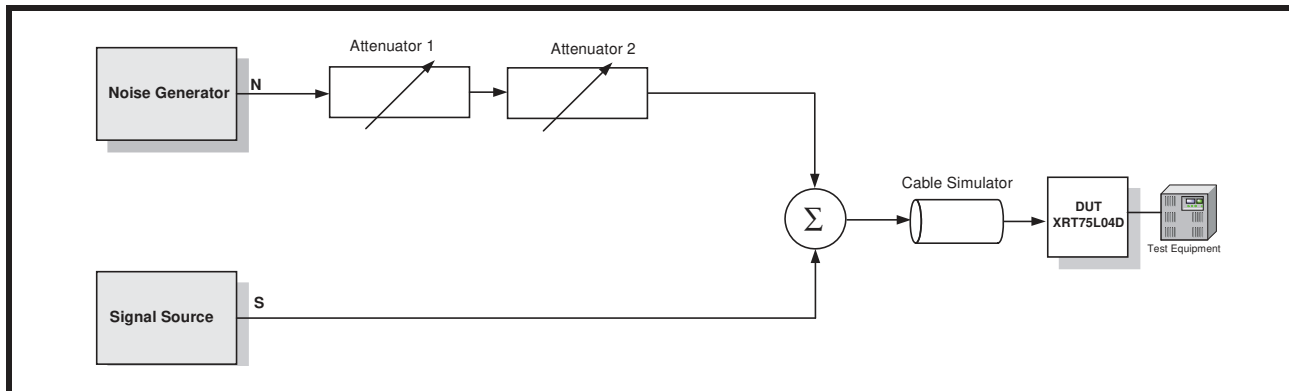 Attenuator 1
Attenuator 2
Noise Generator
N
Cable Simulator
DUT
XRT75L04D
Σ
Test Equipment
S
Signal Source